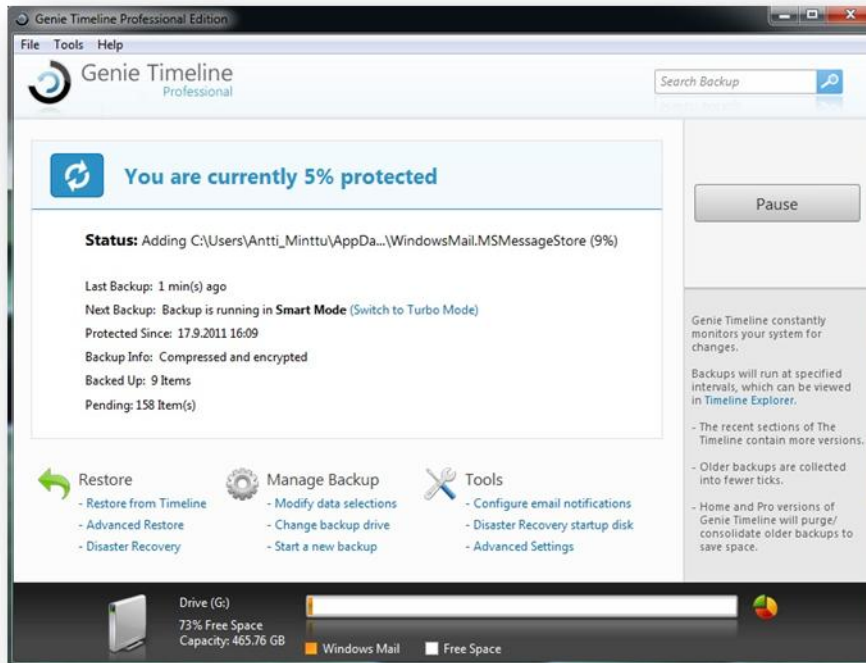 Genie Timeline Professional Edition
File Tools Help
Genie Timeline
Professional
Search Backup
You are currently 5% protected
Pause
Status: Adding C:\Users\Antti_Minttu\AppDa...\WindowsMail.MSMessageStore (9%)
Last Backup: 1 min(s) ago
Next Backup: Backup is running in Smart Mode (Switch to Turbo Mode)
Protected Since: 17.9.2011 16:09
Backup Info: Compressed and encrypted
Backed Up: 9 Items
Pending: 158 Item(s)
Genie Timeline constantly
monitors your system for
changes.
Backups will run at specified
intervals, which can be viewed
in Timeline Explorer.
- The recent sections of The
Timeline contain more versions.
- Older backups are collected
into fewer ticks.
- Home and Pro versions of
Genie Timeline will purge/
consolidate older backups to
save space.
Restore
- Restore from Timeline
- Advanced Restore
- Disaster Recovery
Manage Backup
- Modify data selections
- Change backup drive
- Start a new backup
Tools
- Configure email notifications
- Disaster Recovery startup disk
- Advanced Settings
Drive (G:)
73% Free Space
Capacity: 465.76 GB
Windows Mail
Free Space